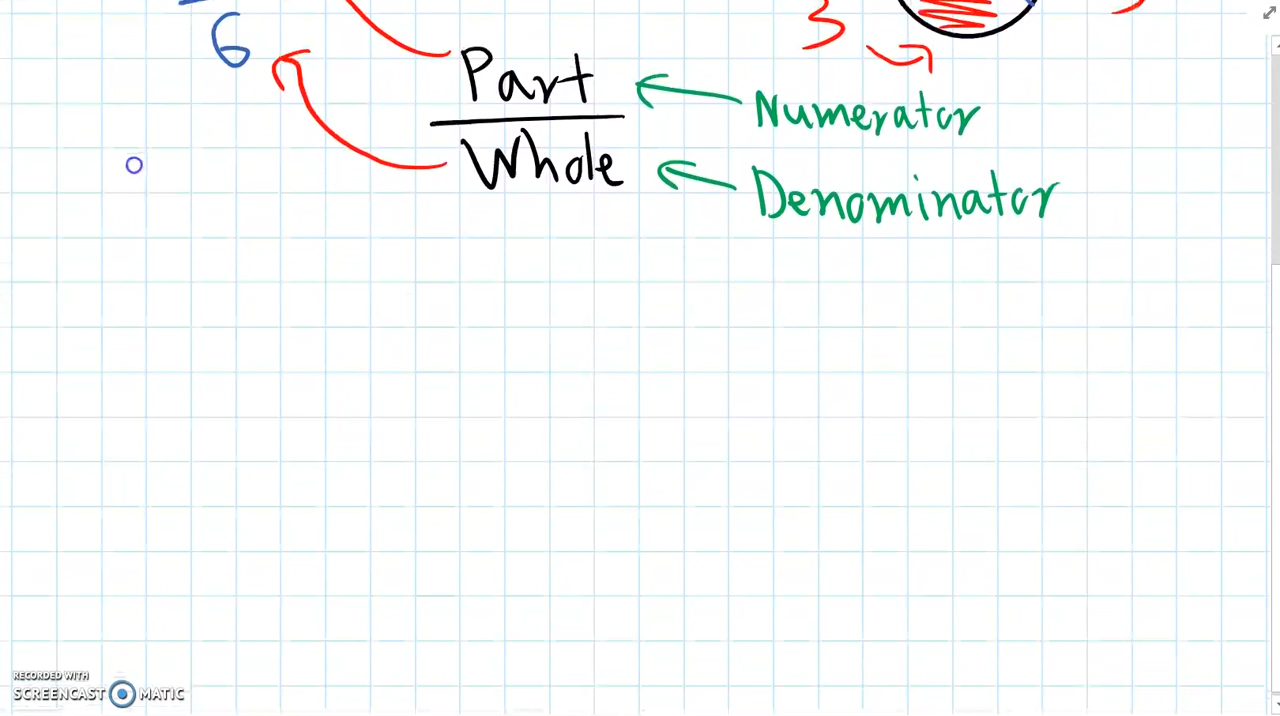 6
3
Part
Numerator
Whole
Denominator
RECORDED WITH
SCREENCAST MATIC